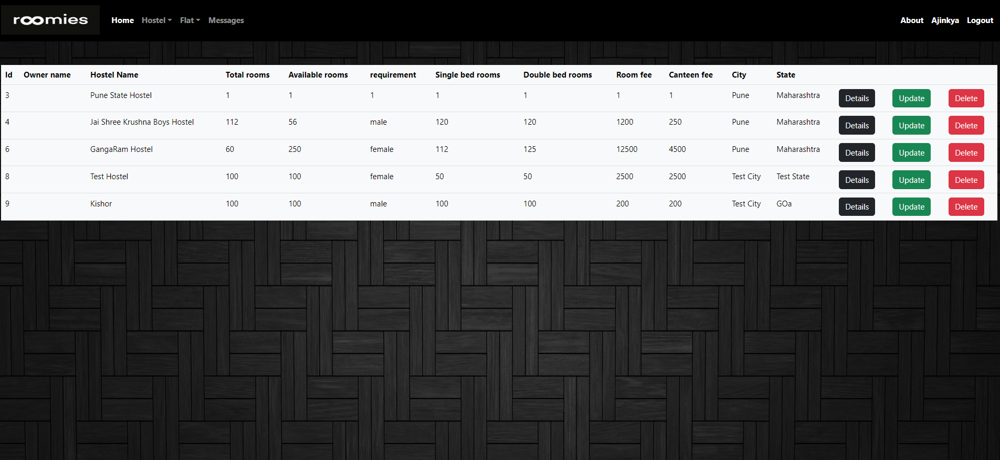 roomies Home Hostel Flat Messages About Ajinkya Logout
Id Owner name Hostel Name Total rooms Available rooms requirement Single bed rooms Double bed rooms Room fee Canteen fee City State
3 Pune State Hostel 1 1 1 1 1 1 1 Pune Maharashtra Details Update Delete
4 Jai Shree Krushna Boys Hostel 112 56 male 120 120 1200 250 Pune Maharashtra Details Update Delete
6 GangaRam Hostel 60 250 female 112 125 12500 4500 Pune Maharashtra Details Update Delete
8 Test Hostel 100 100 female 50 50 2500 2500 Test City Test State Details Update Delete
9 Kishor 100 100 male 100 100 200 200 Test City GOa Details Update Delete